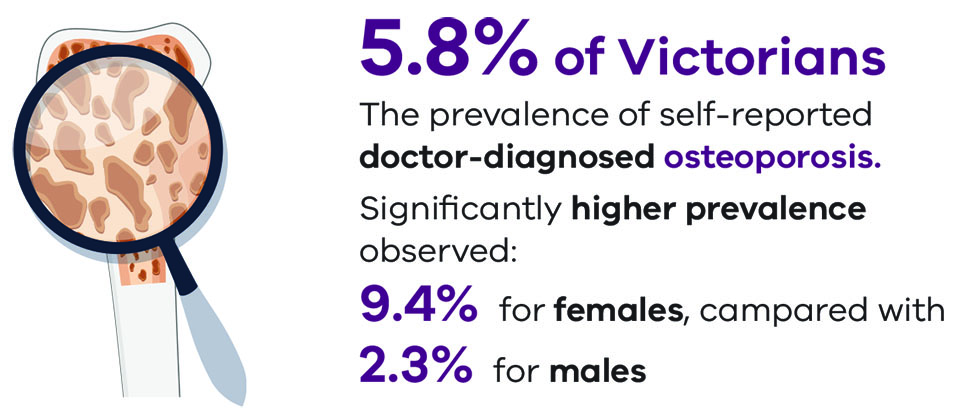 5.8% of Victorians
The prevalence of self-reported
doctor-diagnosed osteoporosis.
Significantly higher prevalence
observed:
9.4% for females, campared with
2.3% for males